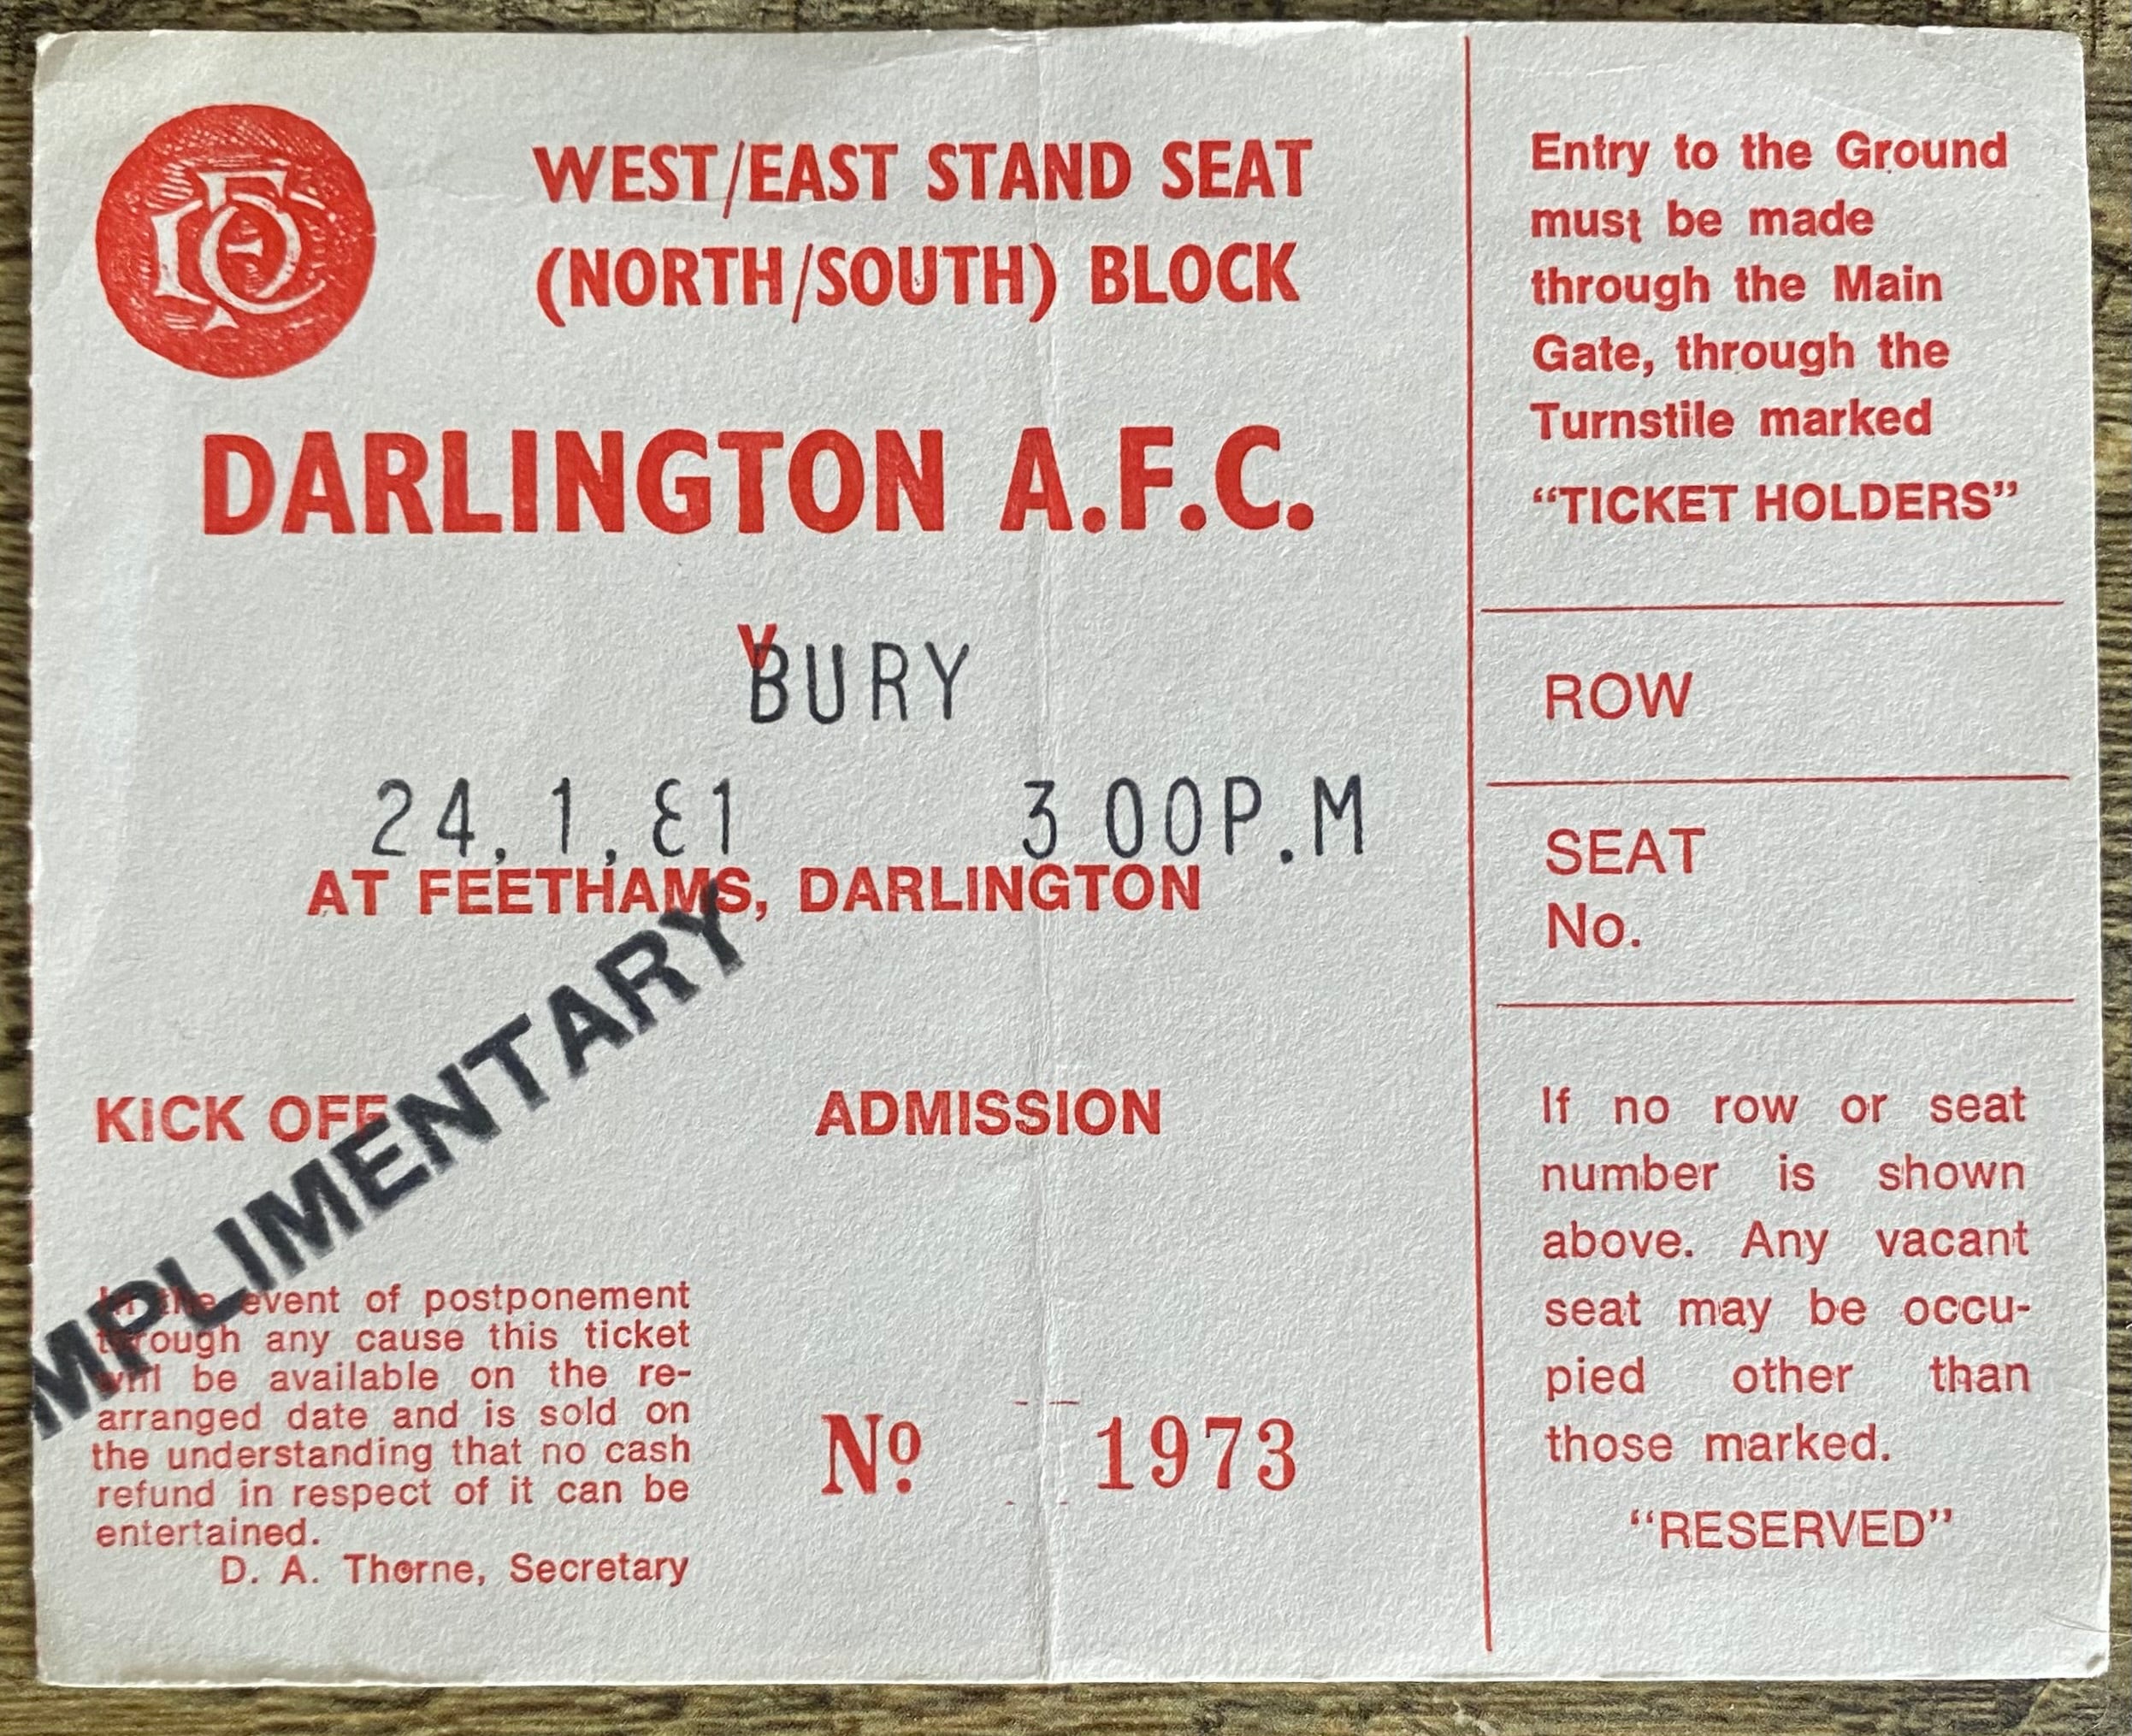 WEST/EAST STAND SEAT
(NORTH/SOUTH) BLOCK
DARLINGTON A.F.C.
V
BURY
24.1.81 3 00P.M
AT FEETHAMS, DARLINGTON
MPLIMENTARY
KICK OFF
ADMISSION
In the event of postponement
through any cause this ticket
will be available on the re-
arranged date and is sold on
the understanding that no cash
refund in respect of it can be
entertained.
D. A. Thorne, Secretary
No. 1973
Entry to the Ground
must be made
through the Main
Gate, through the
Turnstile marked
“TICKET HOLDERS”
ROW
SEAT
No.
If no row or seat
number is shown
above. Any vacant
seat may be occu-
pied other than
those marked.
“RESERVED”